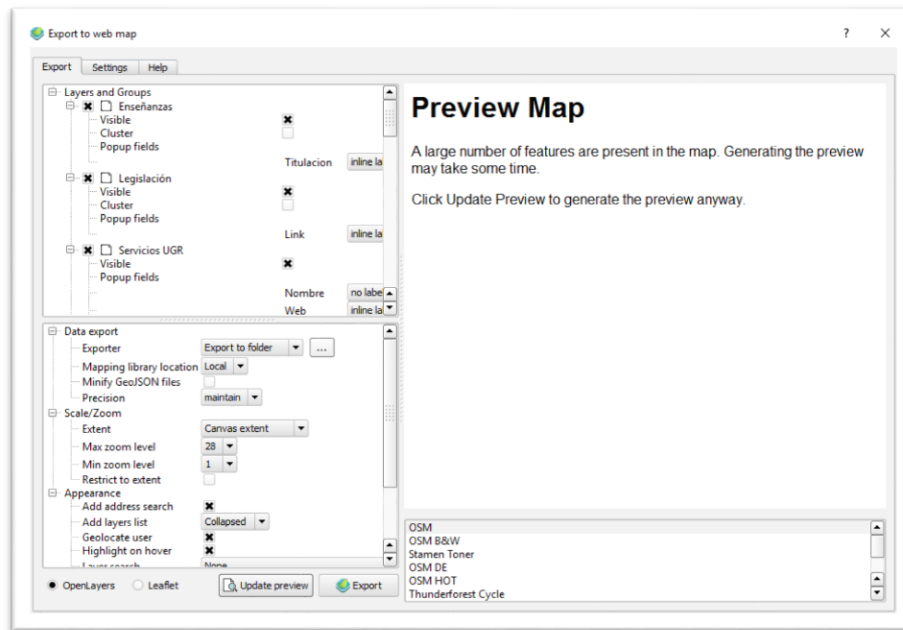 Export to web map
?
Export Settings Help
Layers and Groups
Enseñanzas
Visible
Cluster
Popup fields
Titulacion inline la
Legislación
Visible
Cluster
Popup fields
Link inline la
Servicios UGR
Visible
Popup fields
Nombre no labe
Web inline la
Data export
Exporter Export to folder ...
Mapping library location Local
Minify GeoJSON files
Precision maintain
Scale/Zoom
Extent Canvas extent
Max zoom level 28
Min zoom level 1
Restrict to extent
Appearance
Add address search
Add layers list Collapsed
Geolocate user
Highlight on hover
Layer search None
OpenLayers Leaflet Update preview Export
Preview Map
A large number of features are present in the map. Generating the preview
may take some time.
Click Update Preview to generate the preview anyway.
OSM
OSM B&W
Stamen Toner
OSM DE
OSM HOT
Thunderforest Cycle